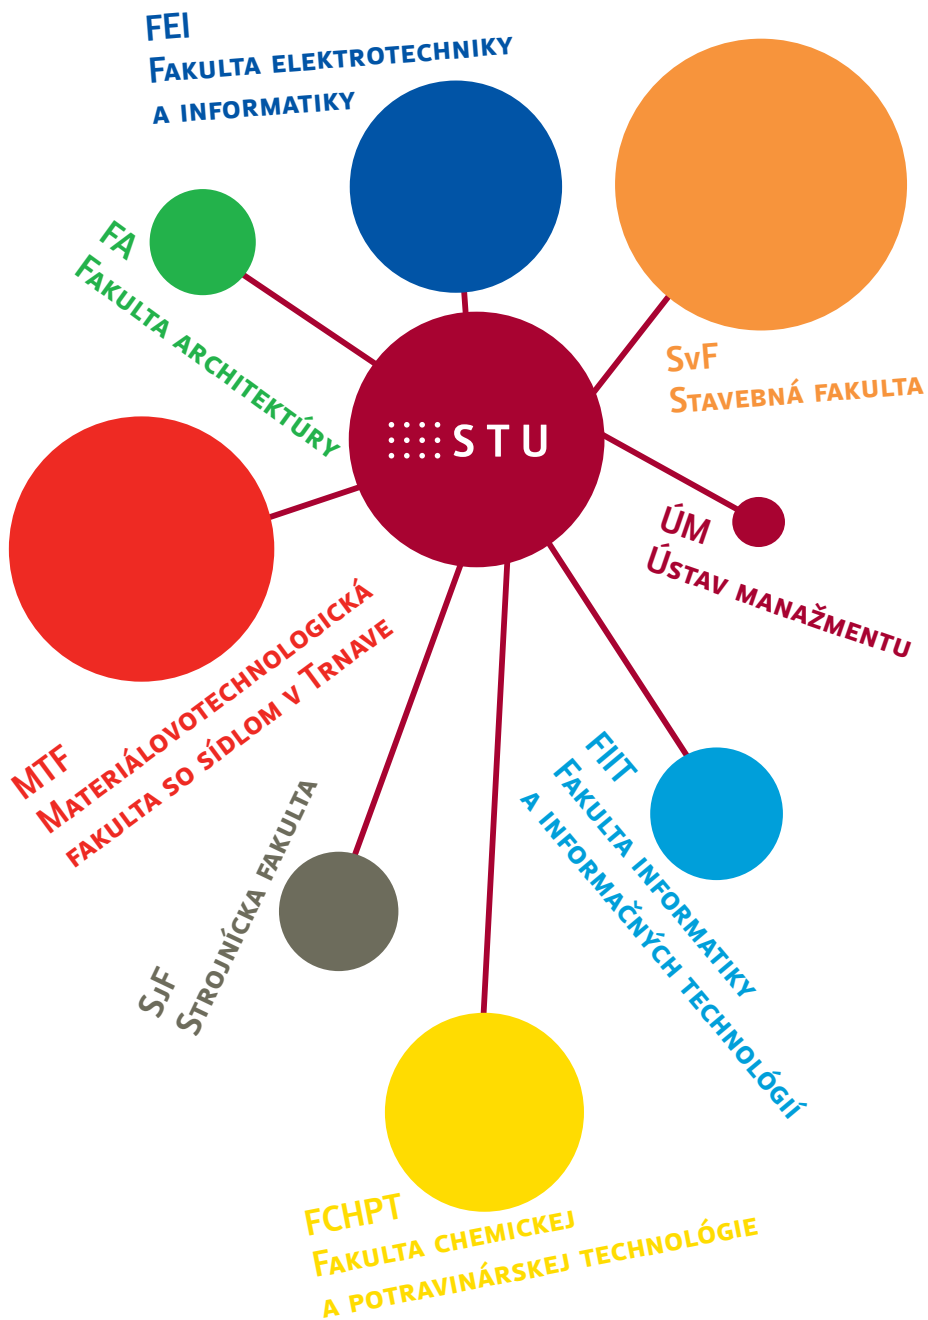 FEI
Fakulta elektrotechniky
a informatiky
FA
Fakulta architektúry
SvF
Stavebná fakulta
STU
ÚM
Ústav manažmentu
MTF
Materiálovotechnologická
fakulta so sídlom v Trnave
FIIT
Fakulta informatiky
a informačných technológií
SjF
Strojnícka fakulta
FCHPT
Fakulta chemickej
a potravinárskej technológie